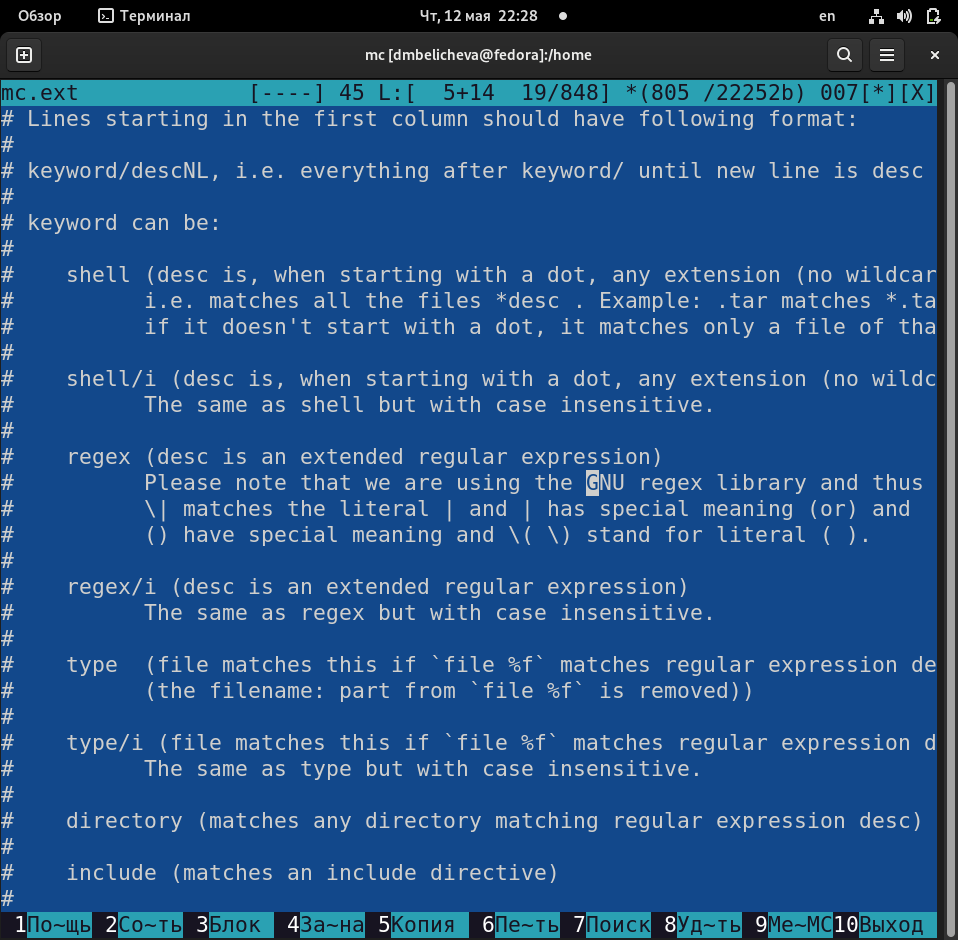 Обзор Терминал Чт, 12 мая 22:28 en
mc [dmbelicheva@fedora]:/home
mc.ext [----] 45 L:[ 5+14 19/848] *(805 /22252b) 007[*][X]
# Lines starting in the first column should have following format:
#
# keyword/descNL, i.e. everything after keyword/ until new line is desc
#
# keyword can be:
#
#    shell (desc is, when starting with a dot, any extension (no wildcar
#          i.e. matches all the files *desc . Example: .tar matches *.ta
#          if it doesn't start with a dot, it matches only a file of tha
#
#    shell/i (desc is, when starting with a dot, any extension (no wildc
#          The same as shell but with case insensitive.
#
#    regex (desc is an extended regular expression)
#          Please note that we are using the GNU regex library and thus
#          \| matches the literal | and | has special meaning (or) and
#          () have special meaning and \( \) stand for literal ( ).
#
#    regex/i (desc is an extended regular expression)
#          The same as regex but with case insensitive.
#
#    type  (file matches this if `file %f` matches regular expression de
#          (the filename: part from `file %f` is removed))
#
#    type/i (file matches this if `file %f` matches regular expression d
#          The same as type but with case insensitive.
#
#    directory (matches any directory matching regular expression desc)
#
#    include (matches an include directive)
#
1По~щь 2Со~ть 3Блок 4За~на 5Копия 6Пе~ть 7Поиск 8Уд~ть 9Ме~МС10Выход